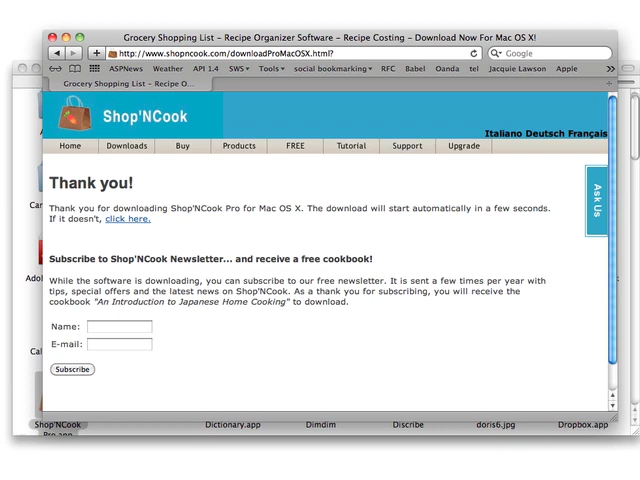 Grocery Shopping List – Recipe Organizer Software – Recipe Costing – Download Now For Mac OS X!
http://www.shopncook.com/downloadProMacOSX.html?
Google
ASPNews Weather API 1.4 SWS Tools social bookmarking RFC Babel Oanda tel Jacquie Lawson Apple
Grocery Shopping List – Recipe O...
Shop'NCook
Italiano Deutsch Français
Home Downloads Buy Products FREE Tutorial Support Upgrade
Thank you!
Thank you for downloading Shop'NCook Pro for Mac OS X. The download will start automatically in a few seconds.
If it doesn't, click here.
Ask Us
Subscribe to Shop'NCook Newsletter... and receive a free cookbook!
While the software is downloading, you can subscribe to our free newsletter. It is sent a few times per year with
tips, special offers and the latest news on Shop'NCook. As a thank you for subscribing, you will receive the
cookbook "An Introduction to Japanese Home Cooking" to download.
Name:
E-mail:
Subscribe
Shop'NCook
Pro.app
Dictionary.app Dimdim Discribe doris6.jpg Dropbox.app